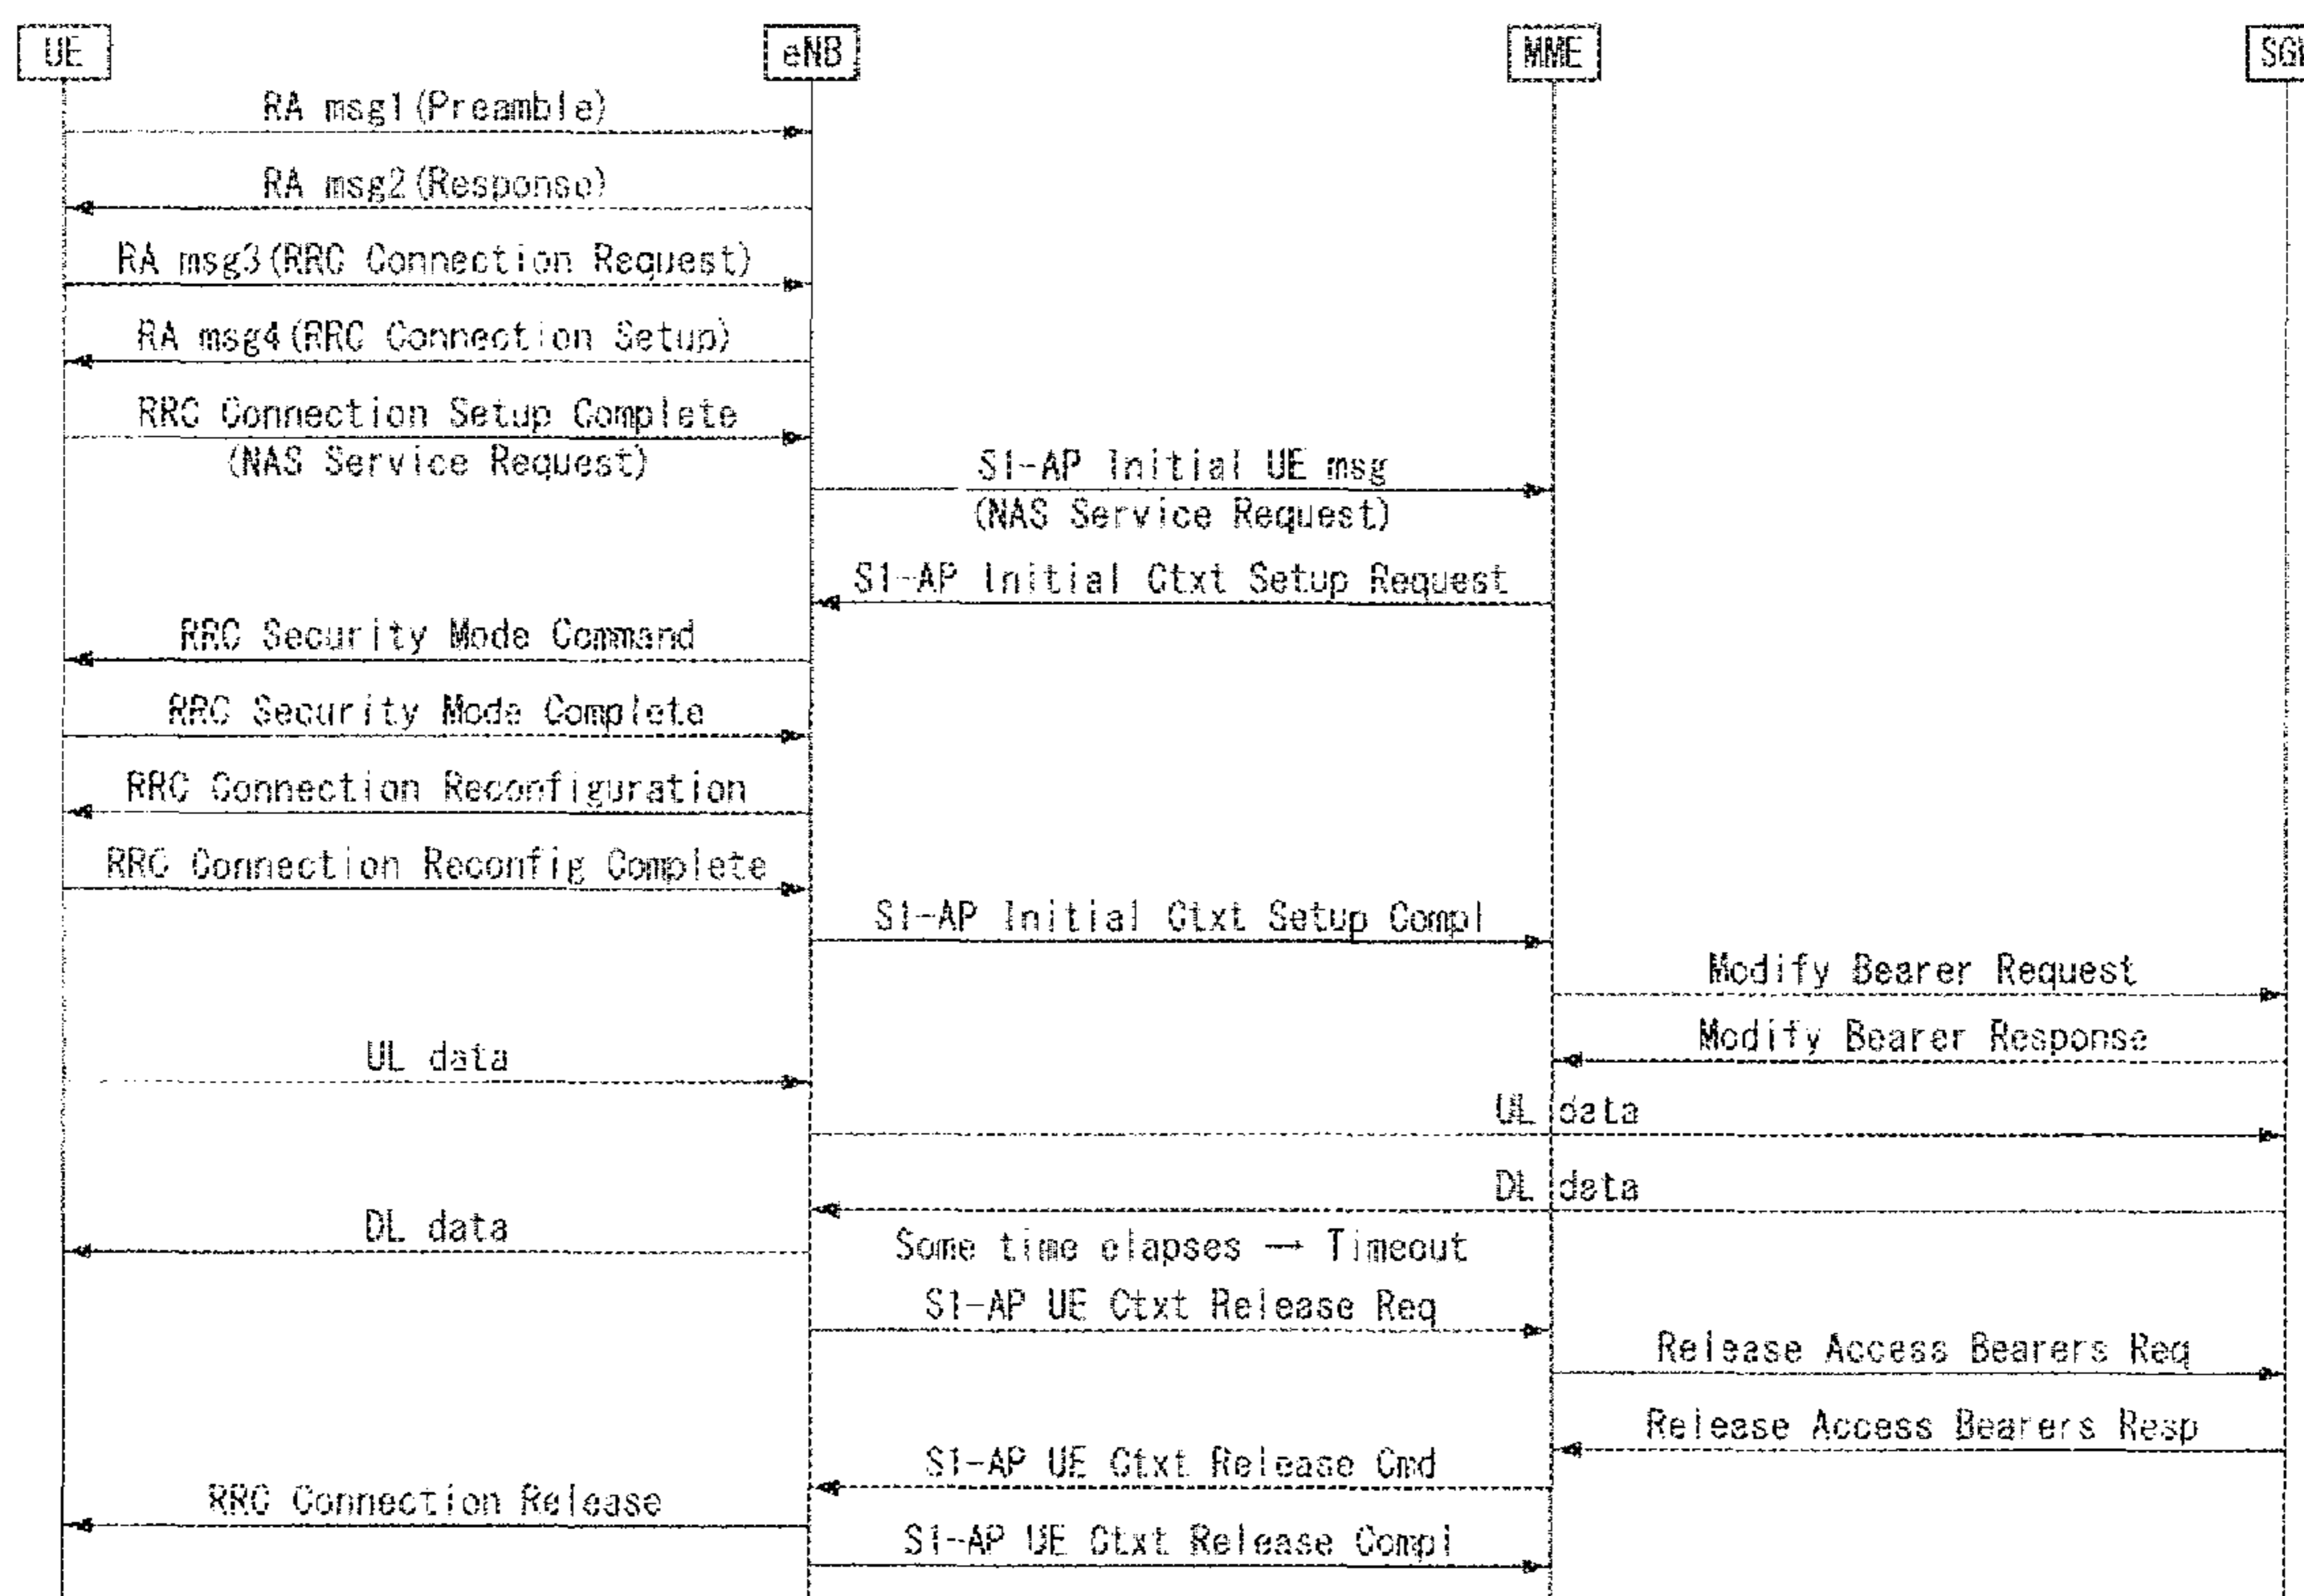 UE
eNB
MME
SGW
RA msg1(Preamble)
RA msg2(Response)
RA msg3(RRC Connection Request)
RA msg4(RRC Connection Setup)
RRC Connection Setup Complete
(NAS Service Request)
S1-AP Initial UE msg
(NAS Service Request)
S1-AP Initial Ctxt Setup Request
RRC Security Mode Command
RRC Security Mode Complete
RRC Connection Reconfiguration
RRC Connection Reconfig Complete
S1-AP Initial Ctxt Setup Compl
Modify Bearer Request
Modify Bearer Response
UL data
UL data
DL data
DL data
Some time elapses → Timeout
S1-AP UE Ctxt Release Req
Release Access Bearers Req
Release Access Bearers Resp
S1-AP UE Ctxt Release Cmd
RRC Connection Release
S1-AP UE Ctxt Release Compl